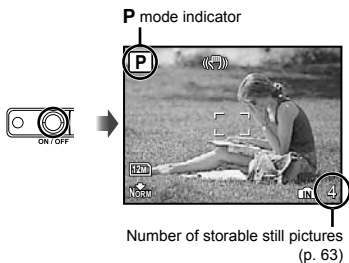 P mode indicator
P
ON / OFF
12M
NORM
IN 4
Number of storable still pictures
(p. 63)